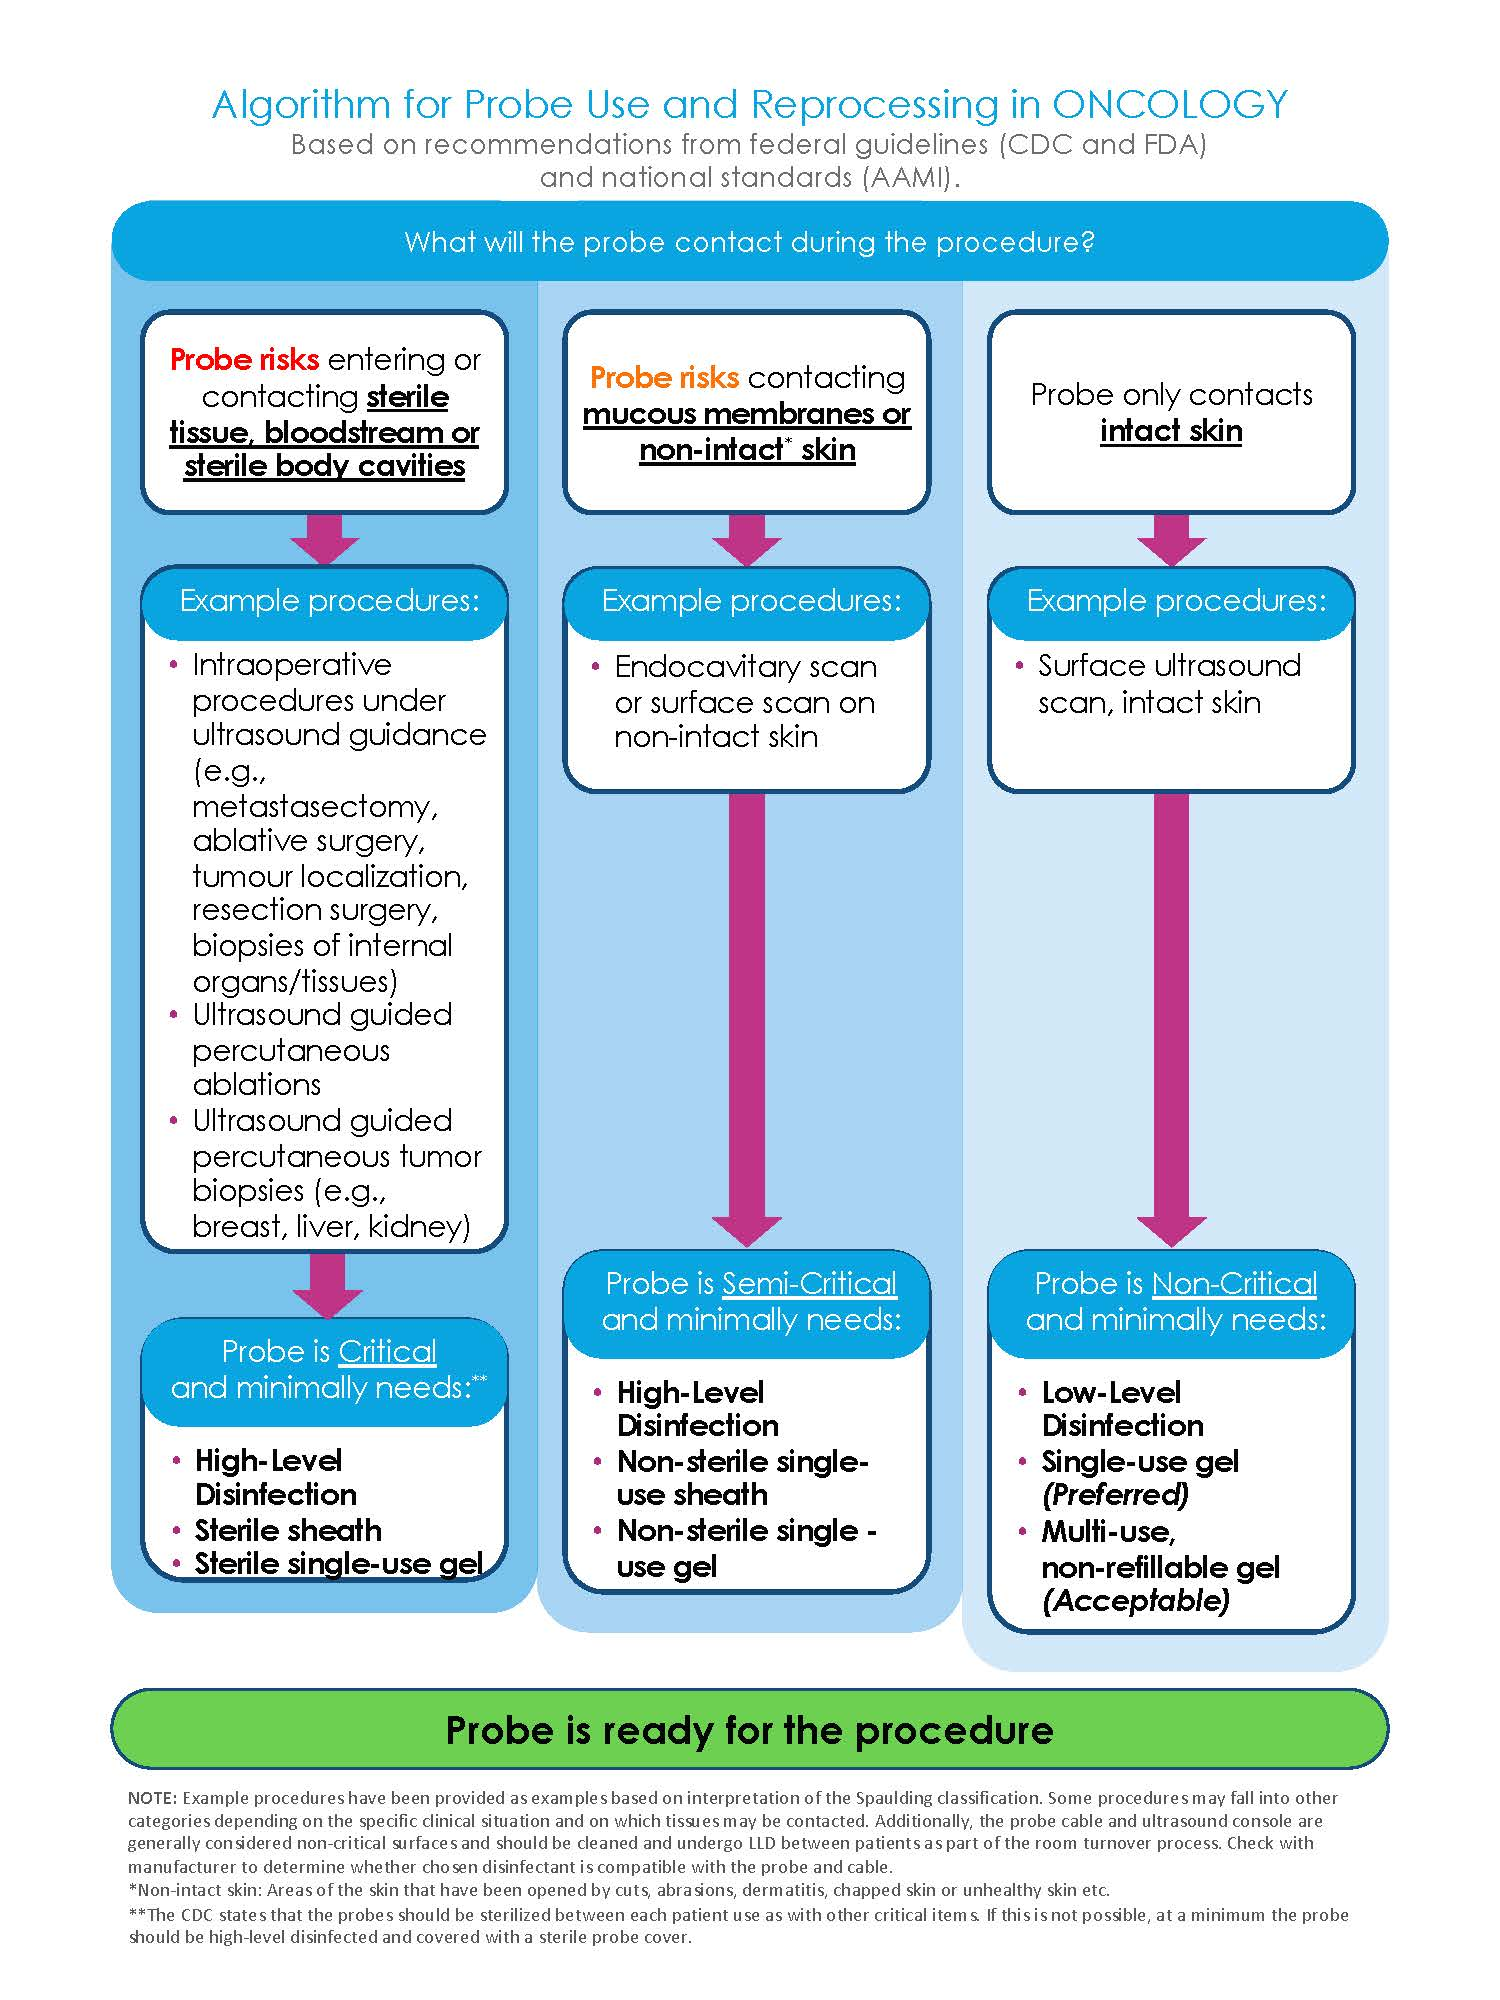 Algorithm for Probe Use and Reprocessing in ONCOLOGY
Based on recommendations from federal guidelines (CDC and FDA)
and national standards (AAMI).
What will the probe contact during the procedure?
Probe risks entering or
contacting sterile
tissue, bloodstream or
sterile body cavities
Example procedures:
• Intraoperative
procedures under
ultrasound guidance
(e.g.,
metastasectomy,
ablative surgery,
tumour localization,
resection surgery,
biopsies of internal
organs/tissues)
• Ultrasound guided
percutaneous
ablations
• Ultrasound guided
percutaneous tumor
biopsies (e.g.,
breast, liver, kidney)
Probe is Critical
and minimally needs:**
• High-Level
Disinfection
• Sterile sheath
• Sterile single-use gel
Probe risks contacting
mucous membranes or
non-intact* skin
Example procedures:
• Endocavitary scan
or surface scan on
non-intact skin
Probe is Semi-Critical
and minimally needs:
• High-Level
Disinfection
• Non-sterile single-
use sheath
• Non-sterile single -
use gel
Probe only contacts
intact skin
Example procedures:
• Surface ultrasound
scan, intact skin
Probe is Non-Critical
and minimally needs:
• Low-Level
Disinfection
• Single-use gel
(Preferred)
• Multi-use,
non-refillable gel
(Acceptable)
Probe is ready for the procedure
NOTE: Example procedures have been provided as examples based on interpretation of the Spaulding classification. Some procedures may fall into other
categories depending on the specific clinical situation and on which tissues may be contacted. Additionally, the probe cable and ultrasound console are
generally considered non-critical surfaces and should be cleaned and undergo LLD between patients as part of the room turnover process. Check with
manufacturer to determine whether chosen disinfectant is compatible with the probe and cable.
*Non-intact skin: Areas of the skin that have been opened by cuts, abrasions, dermatitis, chapped skin or unhealthy skin etc.
**The CDC states that the probes should be sterilized between each patient use as with other critical items. If this is not possible, at a minimum the probe
should be high-level disinfected and covered with a sterile probe cover.